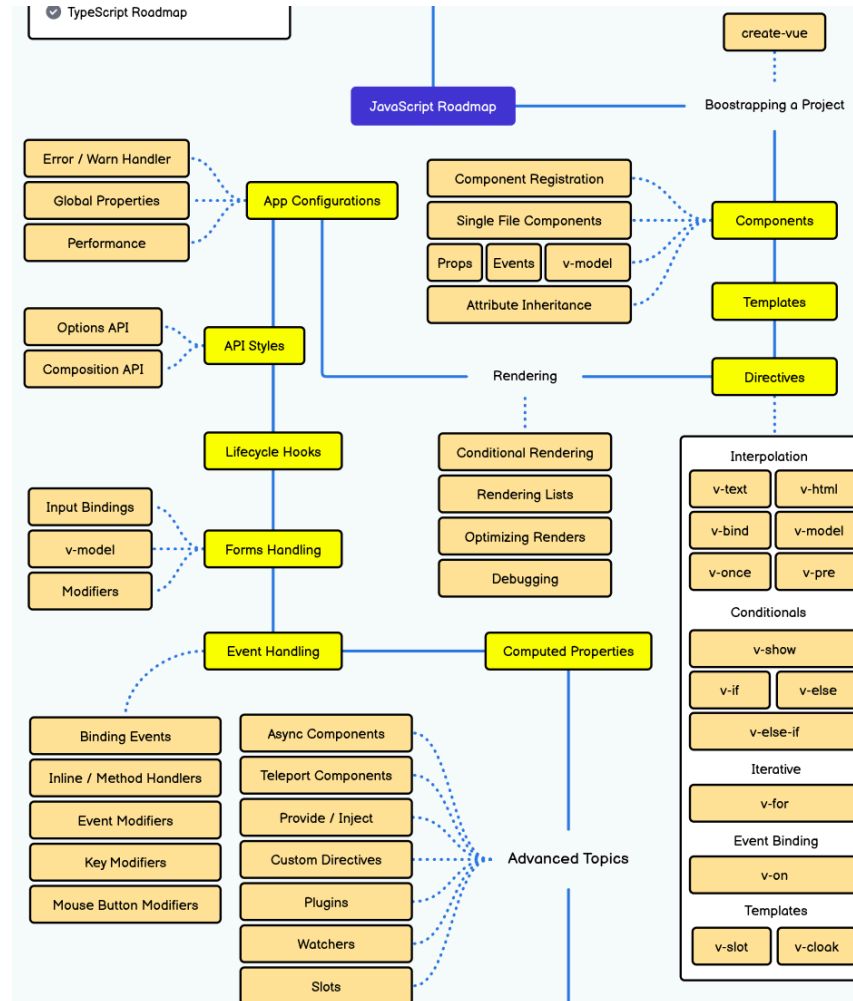 TypeScript Roadmap
create-vue
JavaScript Roadmap
Boostrapping a Project
Error / Warn Handler
Global Properties
Performance
App Configurations
Component Registration
Single File Components
Props
Events
v-model
Attribute Inheritance
Components
Templates
Options API
Composition API
API Styles
Rendering
Directives
Lifecycle Hooks
Conditional Rendering
Rendering Lists
Optimizing Renders
Debugging
Input Bindings
v-model
Modifiers
Forms Handling
Event Handling
Computed Properties
Interpolation
v-text
v-html
v-bind
v-model
v-once
v-pre
Conditionals
v-show
v-if
v-else
v-else-if
Iterative
v-for
Event Binding
v-on
Templates
v-slot
v-cloak
Binding Events
Inline / Method Handlers
Event Modifiers
Key Modifiers
Mouse Button Modifiers
Async Components
Teleport Components
Provide / Inject
Custom Directives
Plugins
Watchers
Slots
Advanced Topics